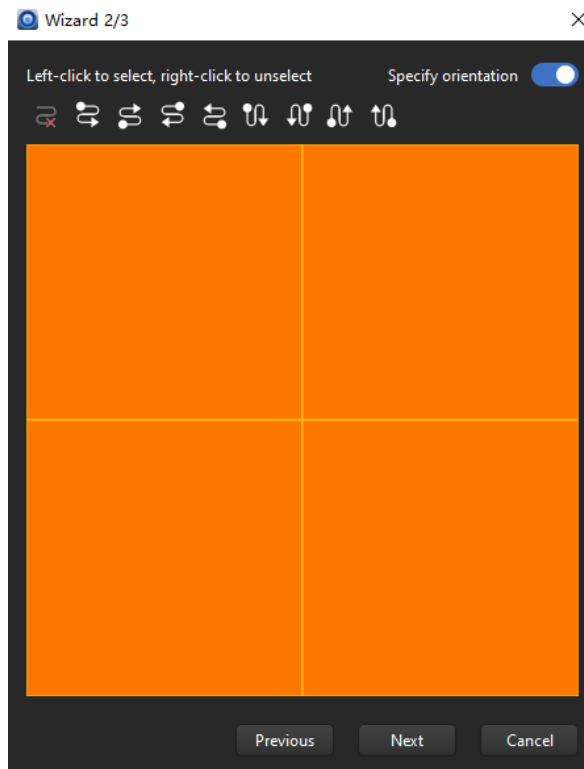 Wizard 2/3
Left-click to select, right-click to unselect Specify orientation
Previous Next Cancel